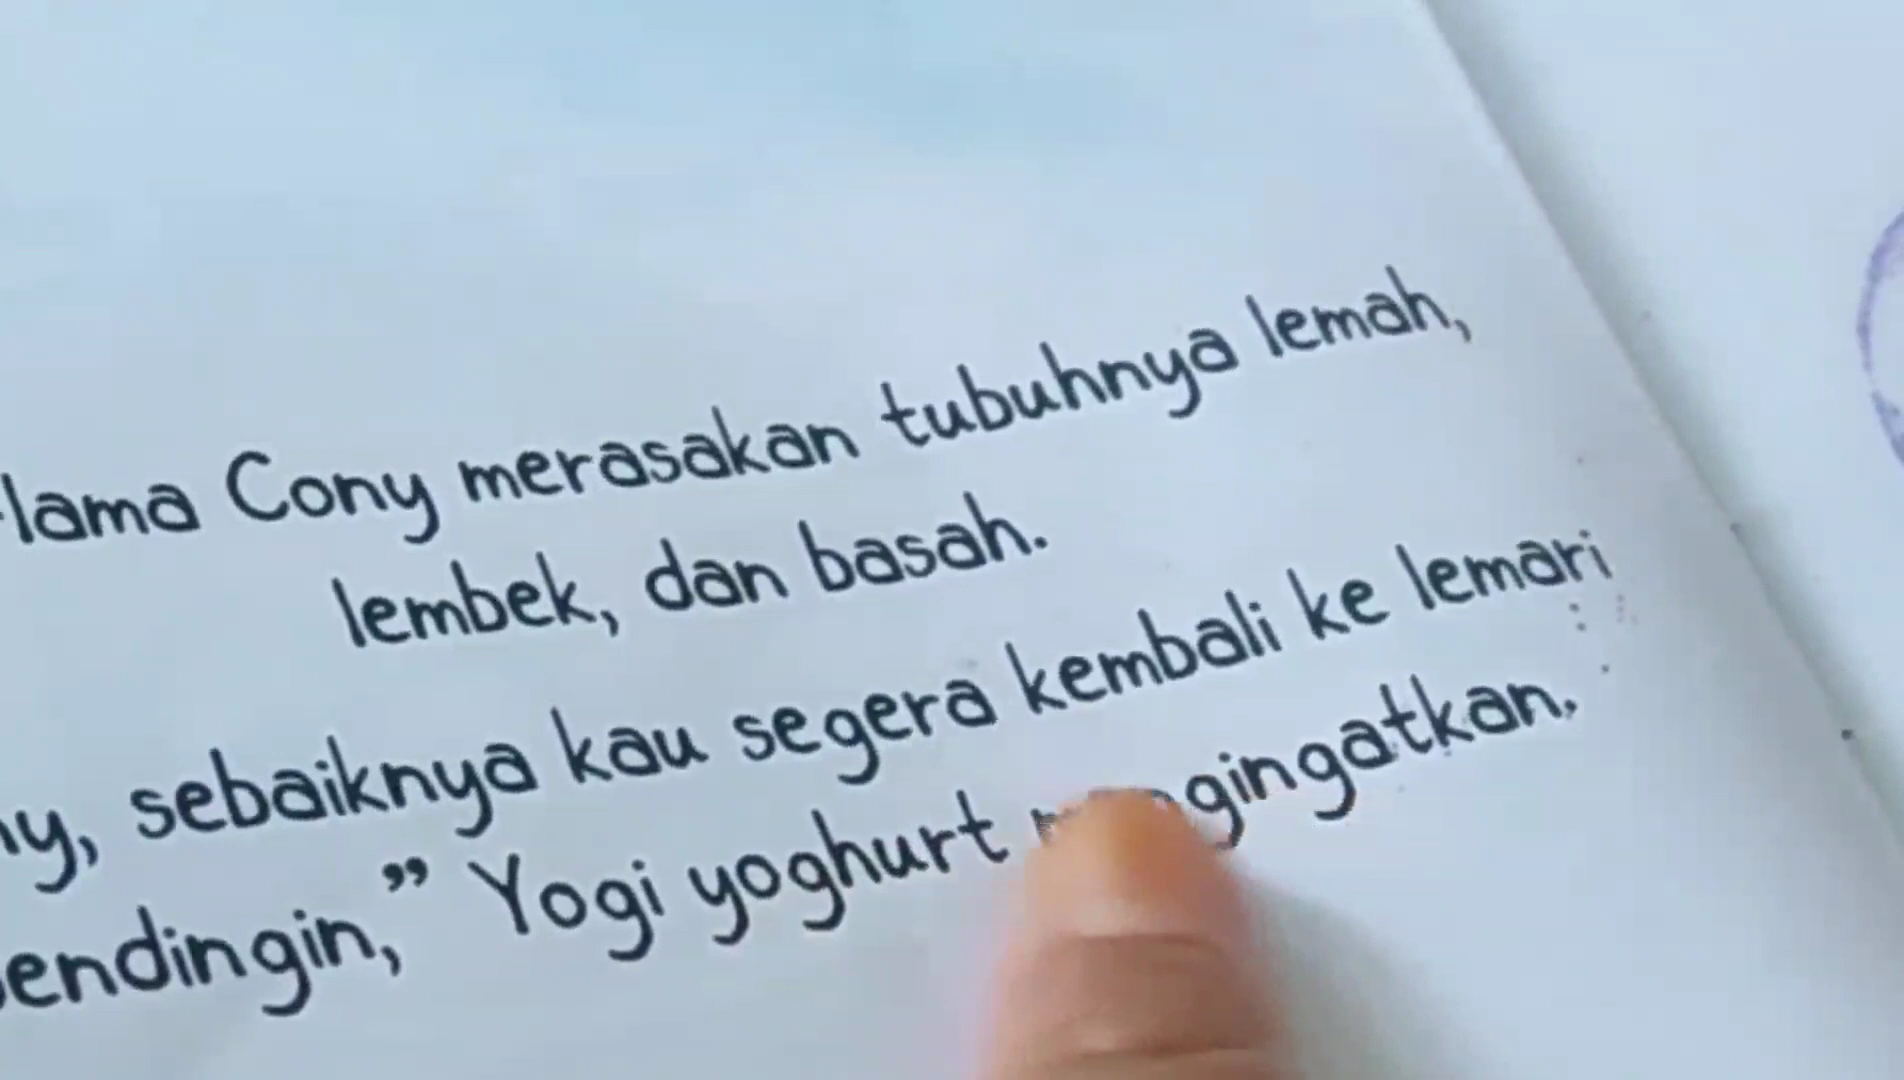 lama Cony merasakan tubuhnya lemah,
lembek, dan basah.
sebaiknya kau segera kembali ke lemari
endingin,” Yogi yoghurt gingatkan.